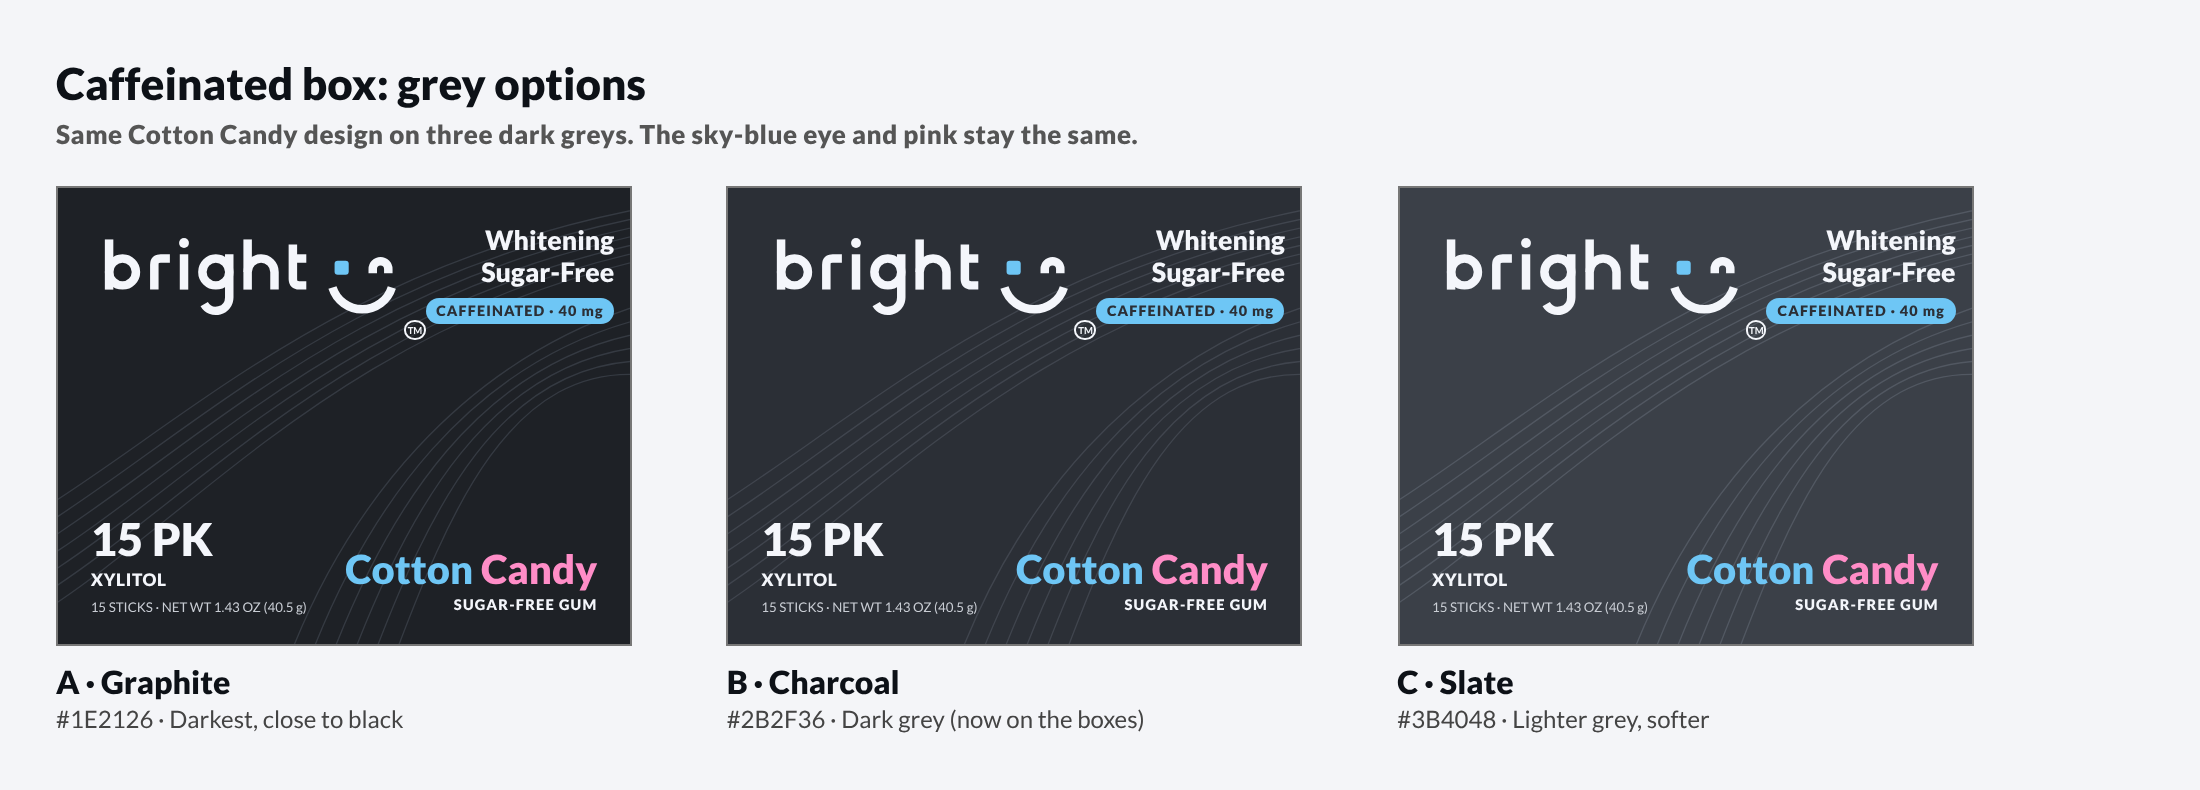 Caffeinated box: grey options
Same Cotton Candy design on three dark greys. The sky-blue eye and pink stay the same.
bright
Whitening
Sugar-Free
CAFFEINATED · 40 mg
TM
15 PK
XYLITOL
15 STICKS · NET WT 1.43 OZ (40.5 g)
Cotton Candy
SUGAR-FREE GUM
A · Graphite
#1E2126 · Darkest, close to black
bright
Whitening
Sugar-Free
CAFFEINATED · 40 mg
TM
15 PK
XYLITOL
15 STICKS · NET WT 1.43 OZ (40.5 g)
Cotton Candy
SUGAR-FREE GUM
B · Charcoal
#2B2F36 · Dark grey (now on the boxes)
bright
Whitening
Sugar-Free
CAFFEINATED · 40 mg
TM
15 PK
XYLITOL
15 STICKS · NET WT 1.43 OZ (40.5 g)
Cotton Candy
SUGAR-FREE GUM
C · Slate
#3B4048 · Lighter grey, softer